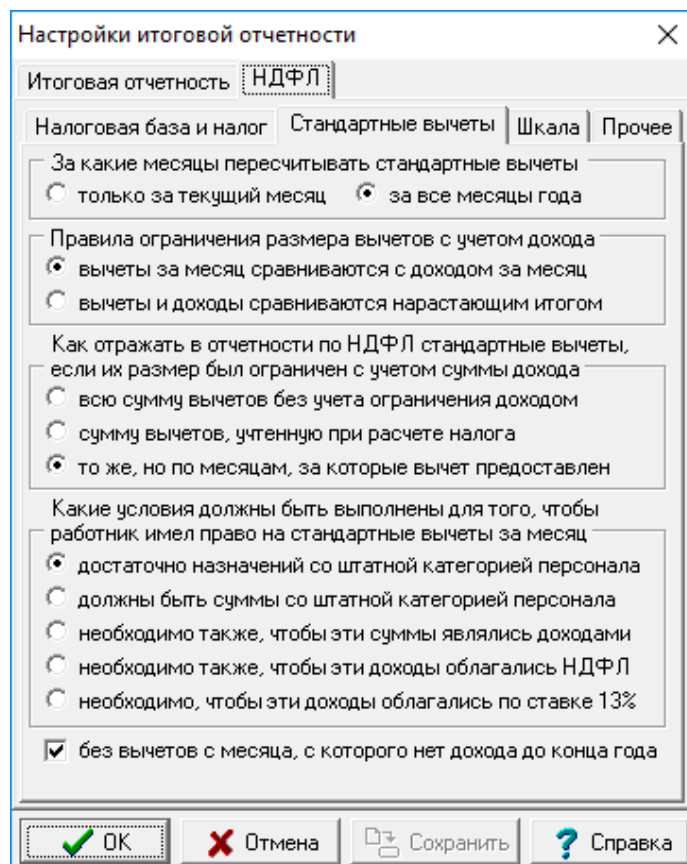 Настройки итоговой отчетности
Итоговая отчетность НДФЛ
Налоговая база и налог Стандартные вычеты Шкала Прочее
За какие месяцы пересчитывать стандартные вычеты
только за текущий месяц за все месяцы года
Правила ограничения размера вычетов с учетом дохода
вычеты за месяц сравниваются с доходом за месяц
вычеты и доходы сравниваются нарастающим итогом
Как отражать в отчетности по НДФЛ стандартные вычеты,
если их размер был ограничен с учетом суммы дохода
всю сумму вычетов без учета ограничения доходом
сумму вычетов, учтенную при расчете налога
то же, но по месяцам, за которые вычет предоставлен
Какие условия должны быть выполнены для того, чтобы
работник имел право на стандартные вычеты за месяц
достаточно назначений со штатной категорией персонала
должны быть суммы со штатной категорией персонала
необходимо также, чтобы эти суммы являлись доходами
необходимо также, чтобы эти доходы облагались НДФЛ
необходимо, чтобы эти доходы облагались по ставке 13%
без вычетов с месяца, с которого нет дохода до конца года
ОК Отмена Сохранить Справка